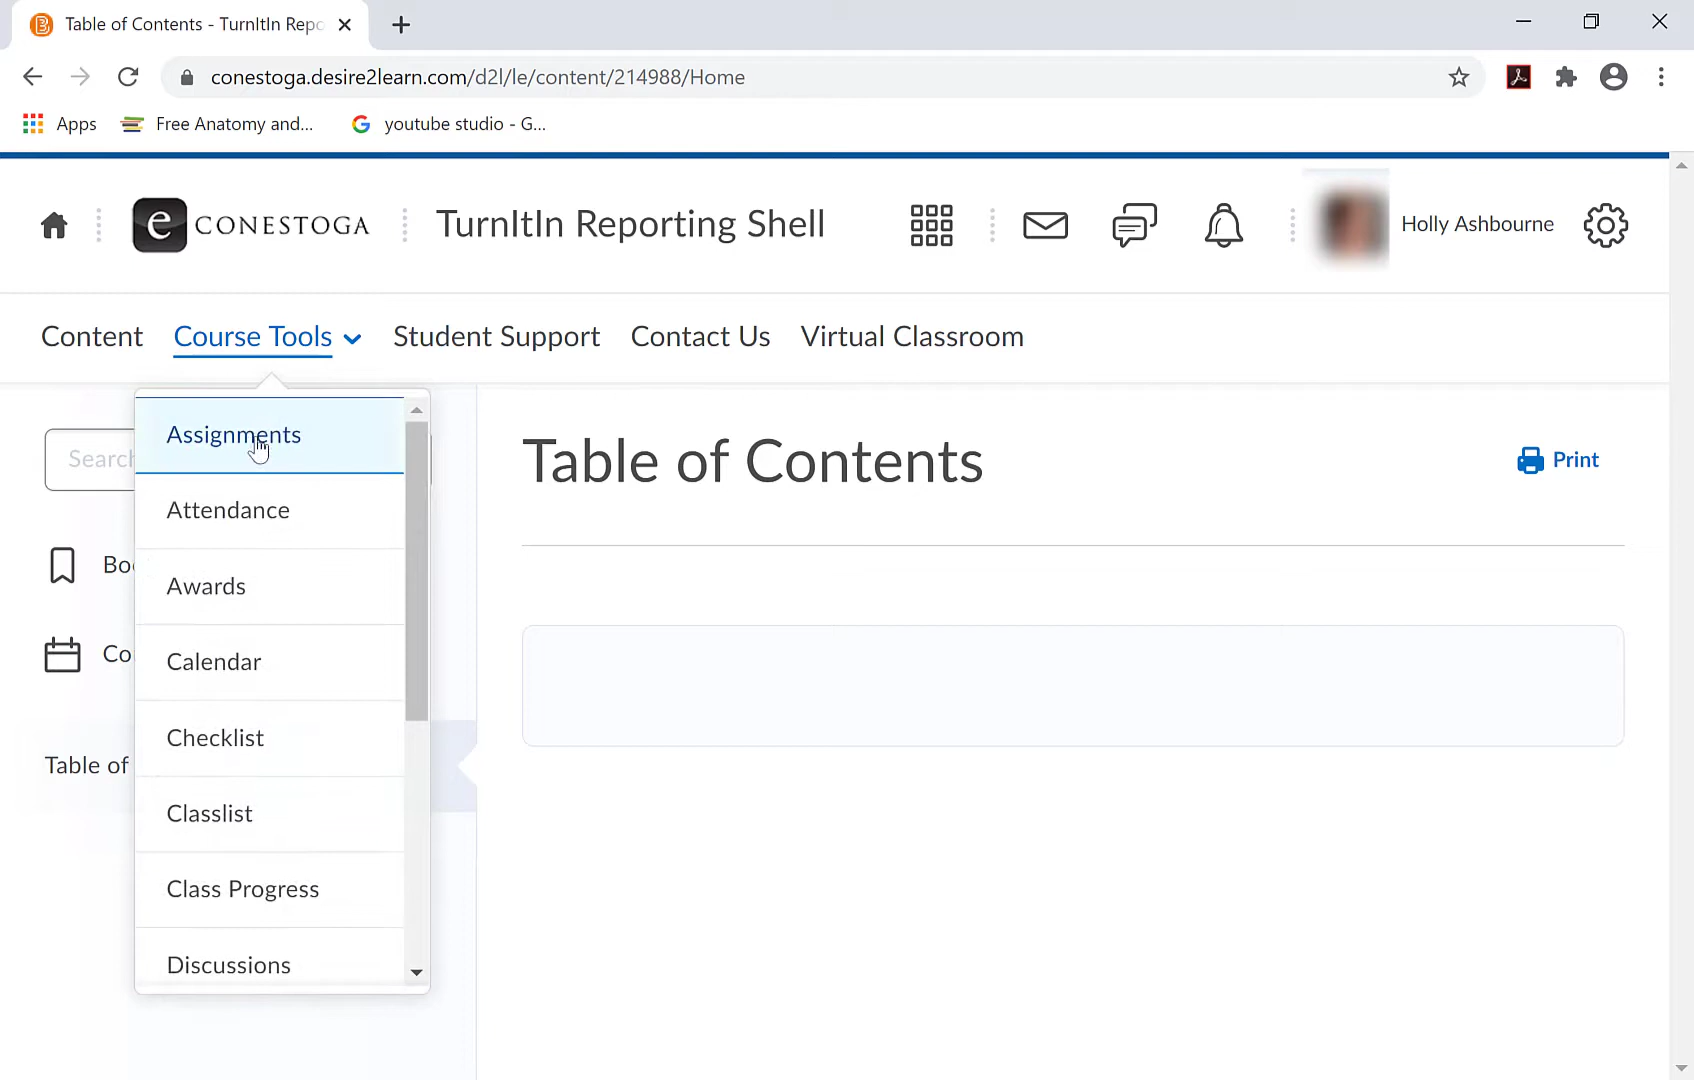 Table of Contents - TurnItIn Repo
conestoga.desire2learn.com/d2l/le/content/214988/Home
Apps Free Anatomy and... youtube studio - G...
e CONESTOGA TurnItIn Reporting Shell Holly Ashbourne
Content Course Tools Student Support Contact Us Virtual Classroom
Assignments
Search
Table of Contents
Print
Attendance
Boo
Awards
Co
Calendar
Checklist
Table of
Classlist
Class Progress
Discussions